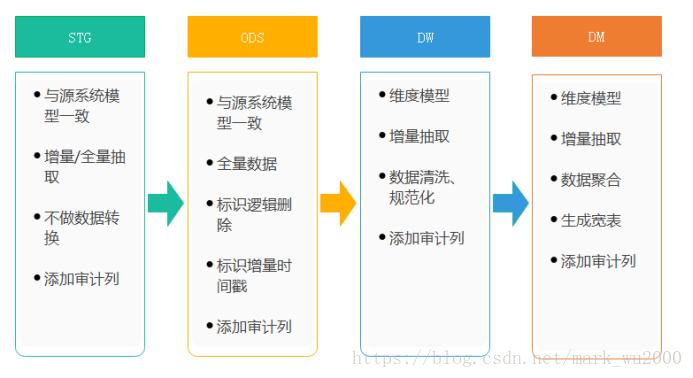 STG
ODS
DW
DM
• 与源系统模
型一致
• 增量/全量抽
取
• 不做数据转
换
• 添加审计列
• 与源系统模
型一致
• 全量数据
• 标识逻辑删
除
• 标识增量时
间戳
• 添加审计列
• 维度模型
• 增量抽取
• 数据清洗、
规范化
• 添加审计列
• 维度模型
• 增量抽取
• 数据聚合
• 生成宽表
• 添加审计列
https://blog.csdn.net/mark_wu2000